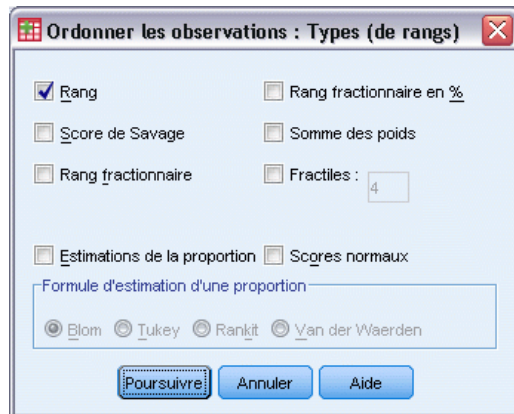 Ordonner les observations : Types (de rangs)
Rang
Rang fractionnaire en %
Score de Savage
Somme des poids
Rang fractionnaire
Fractiles : 4
Estimations de la proportion
Scores normaux
Formule d'estimation d'une proportion
Blom Tukey Rankit Van der Waerden
Poursuivre Annuler Aide